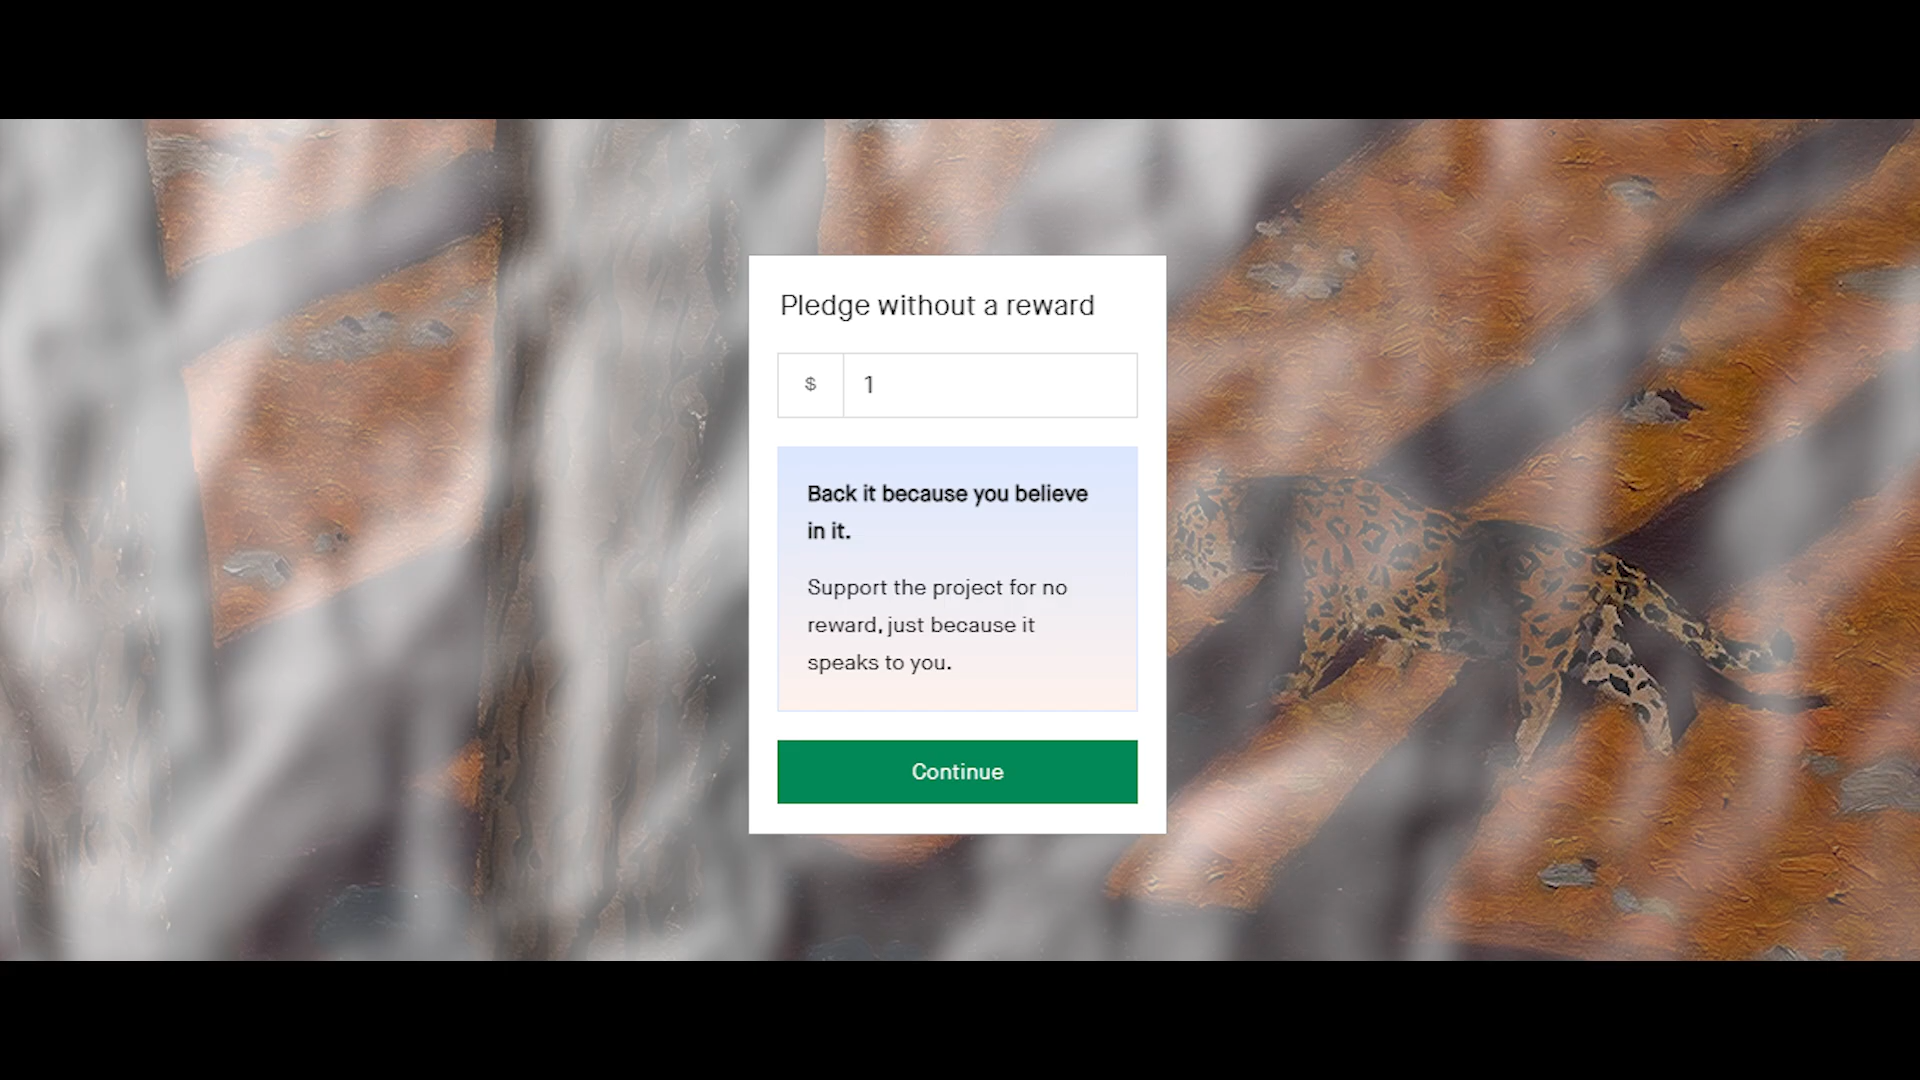 Pledge without a reward
$ 1
Back it because you believe
in it.
Support the project for no
reward, just because it
speaks to you.
Continue